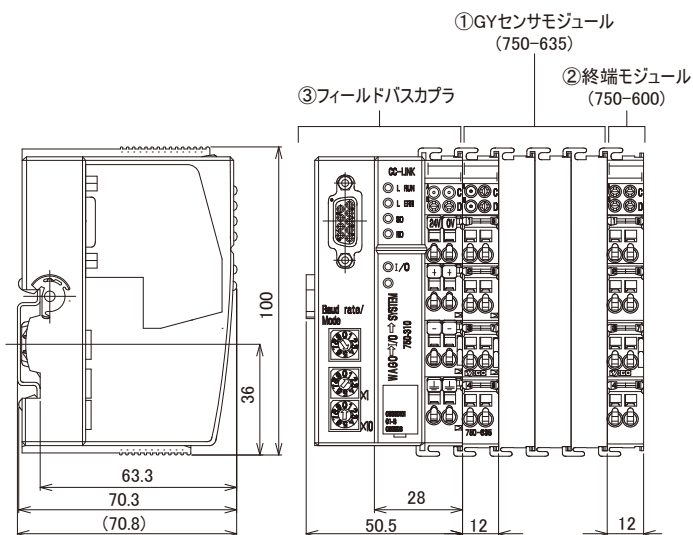 ①GYセンサモジュール
(750-635)
②終端モジュール
(750-600)
③フィールドバスカプラ
CC-LINK
L RUN
L ERR
SD
RD
C
D
C
D
C
D
24V 0V
I/O
+ +
Baud rate/
Mode
WAGO-I/O-SYSTEM
750-310
- -
X1
X10
750-635
100
36
63.3
70.3
(70.8)
28
50.5
12
12